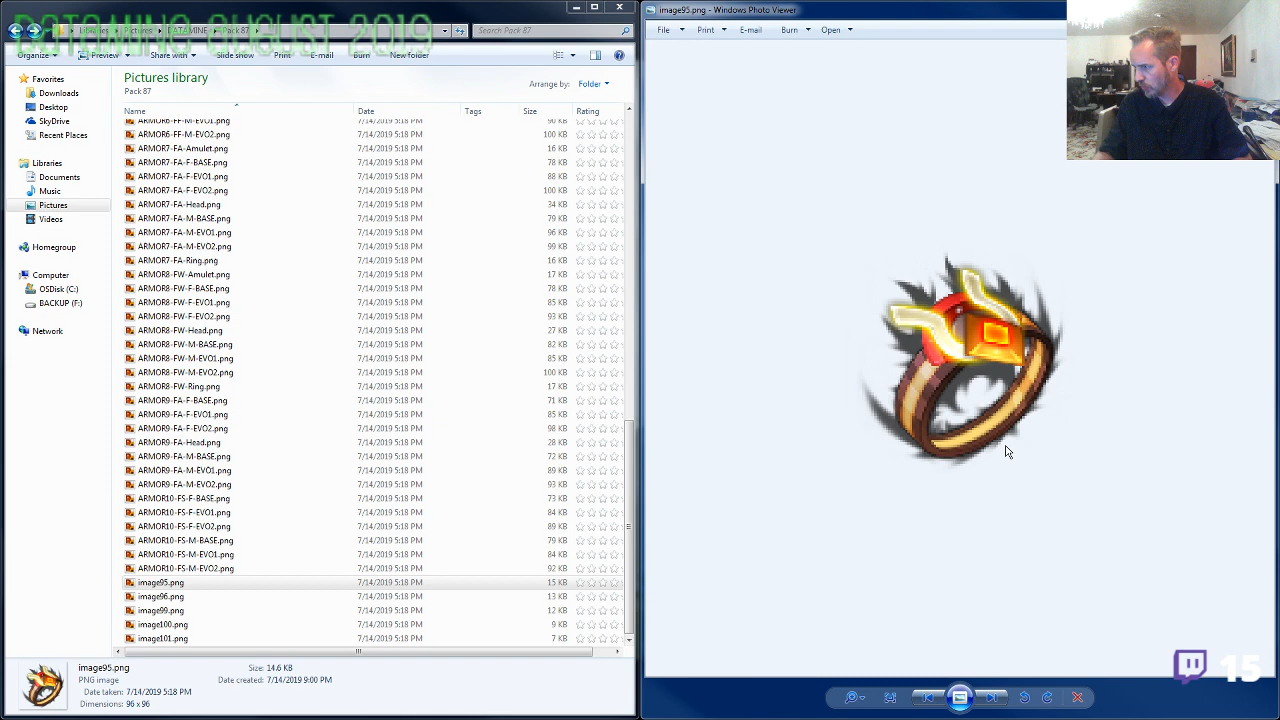 DATAMINE AUGUST 2019
Libraries ▸ Pictures ▸ DATAMINE ▸ Pack 87
Search Pack 87
Organize Preview Share with Slide show Print E-mail Burn New folder
Favorites
Downloads
Desktop
SkyDrive
Recent Places
Libraries
Documents
Music
Pictures
Videos
Homegroup
Computer
OSDisk (C:)
BACKUP (F:)
Network
Pictures library
Pack 87
Arrange by: Folder
Name Date Tags Size Rating
ARMOR6-FF-M-EVO1.png 7/14/2019 5:18 PM 90 KB
ARMOR6-FF-M-EVO2.png 7/14/2019 5:18 PM 100 KB
ARMOR7-FA-Amulet.png 7/14/2019 5:18 PM 16 KB
ARMOR7-FA-F-BASE.png 7/14/2019 5:18 PM 78 KB
ARMOR7-FA-F-EVO1.png 7/14/2019 5:18 PM 88 KB
ARMOR7-FA-F-EVO2.png 7/14/2019 5:18 PM 100 KB
ARMOR7-FA-Head.png 7/14/2019 5:18 PM 34 KB
ARMOR7-FA-M-BASE.png 7/14/2019 5:18 PM 79 KB
ARMOR7-FA-M-EVO1.png 7/14/2019 5:18 PM 96 KB
ARMOR7-FA-M-EVO2.png 7/14/2019 5:18 PM 99 KB
ARMOR7-FA-Ring.png 7/14/2019 5:18 PM 16 KB
ARMOR8-FW-Amulet.png 7/14/2019 5:18 PM 17 KB
ARMOR8-FW-F-BASE.png 7/14/2019 5:18 PM 78 KB
ARMOR8-FW-F-EVO1.png 7/14/2019 5:18 PM 85 KB
ARMOR8-FW-F-EVO2.png 7/14/2019 5:18 PM 93 KB
ARMOR8-FW-Head.png 7/14/2019 5:18 PM 27 KB
ARMOR8-FW-M-BASE.png 7/14/2019 5:18 PM 82 KB
ARMOR8-FW-M-EVO1.png 7/14/2019 5:18 PM 85 KB
ARMOR8-FW-M-EVO2.png 7/14/2019 5:18 PM 100 KB
ARMOR8-FW-Ring.png 7/14/2019 5:18 PM 17 KB
ARMOR9-FA-F-BASE.png 7/14/2019 5:18 PM 71 KB
ARMOR9-FA-F-EVO1.png 7/14/2019 5:18 PM 85 KB
ARMOR9-FA-F-EVO2.png 7/14/2019 5:18 PM 98 KB
ARMOR9-FA-Head.png 7/14/2019 5:18 PM 28 KB
ARMOR9-FA-M-BASE.png 7/14/2019 5:18 PM 72 KB
ARMOR9-FA-M-EVO1.png 7/14/2019 5:18 PM 89 KB
ARMOR9-FA-M-EVO2.png 7/14/2019 5:18 PM 93 KB
ARMOR10-FS-F-BASE.png 7/14/2019 5:18 PM 73 KB
ARMOR10-FS-F-EVO1.png 7/14/2019 5:18 PM 84 KB
ARMOR10-FS-F-EVO2.png 7/14/2019 5:18 PM 89 KB
ARMOR10-FS-M-BASE.png 7/14/2019 5:18 PM 79 KB
ARMOR10-FS-M-EVO1.png 7/14/2019 5:18 PM 84 KB
ARMOR10-FS-M-EVO2.png 7/14/2019 5:18 PM 92 KB
image95.png 7/14/2019 5:18 PM 15 KB
image96.png 7/14/2019 5:18 PM 13 KB
image99.png 7/14/2019 5:18 PM 12 KB
image100.png 7/14/2019 5:18 PM 9 KB
image101.png 7/14/2019 5:18 PM 7 KB
image95.png Size: 14.6 KB
PNG image Date created: 7/14/2019 9:00 PM
Date taken: 7/14/2019 5:18 PM
Dimensions: 96 x 96
image95.png - Windows Photo Viewer
File Print E-mail Burn Open
15